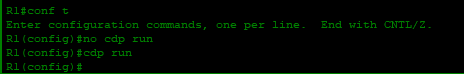 R1#conf t
Enter configuration commands, one per line.  End with CNTL/Z.
R1(config)#no cdp run
R1(config)#cdp run
R1(config)#